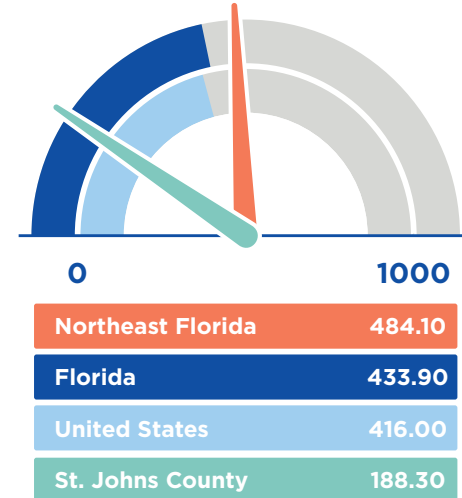 0 1000
Northeast Florida 484.10
Florida 433.90
United States 416.00
St. Johns County 188.30